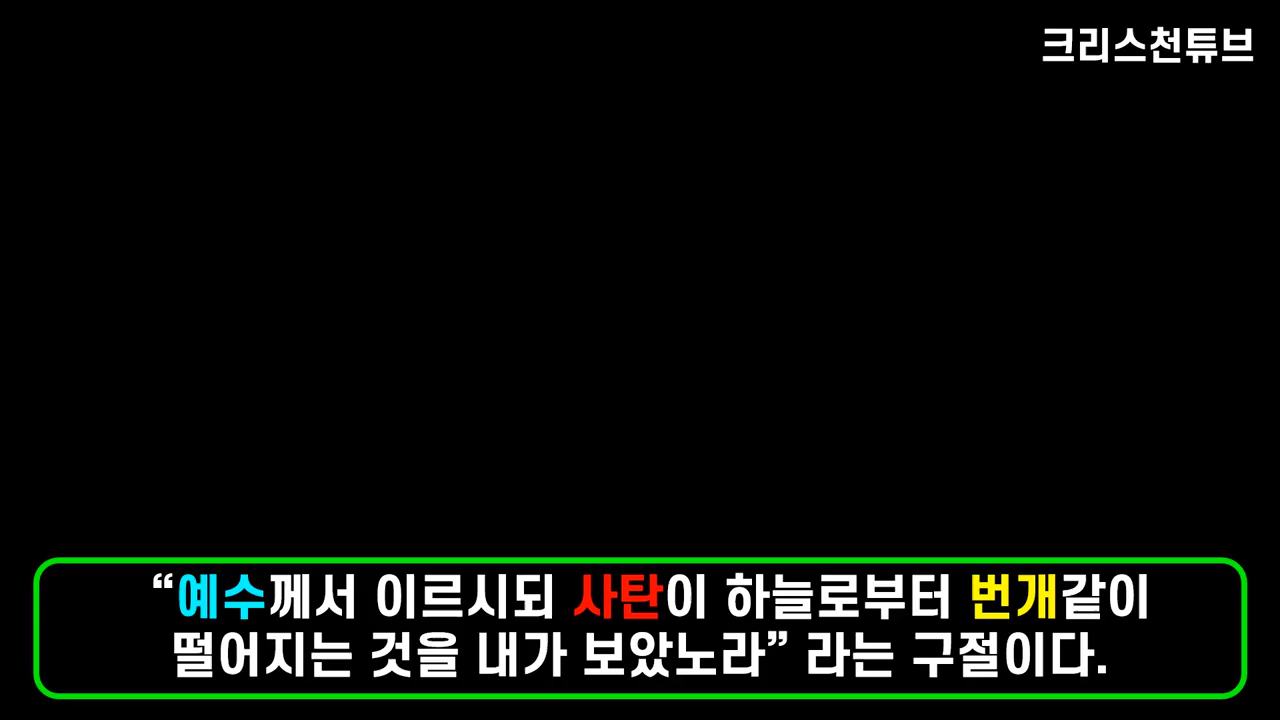 크리스천튜브
“예수께서 이르시되 사탄이 하늘로부터 번개같이
떨어지는 것을 내가 보았노라” 라는 구절이다.